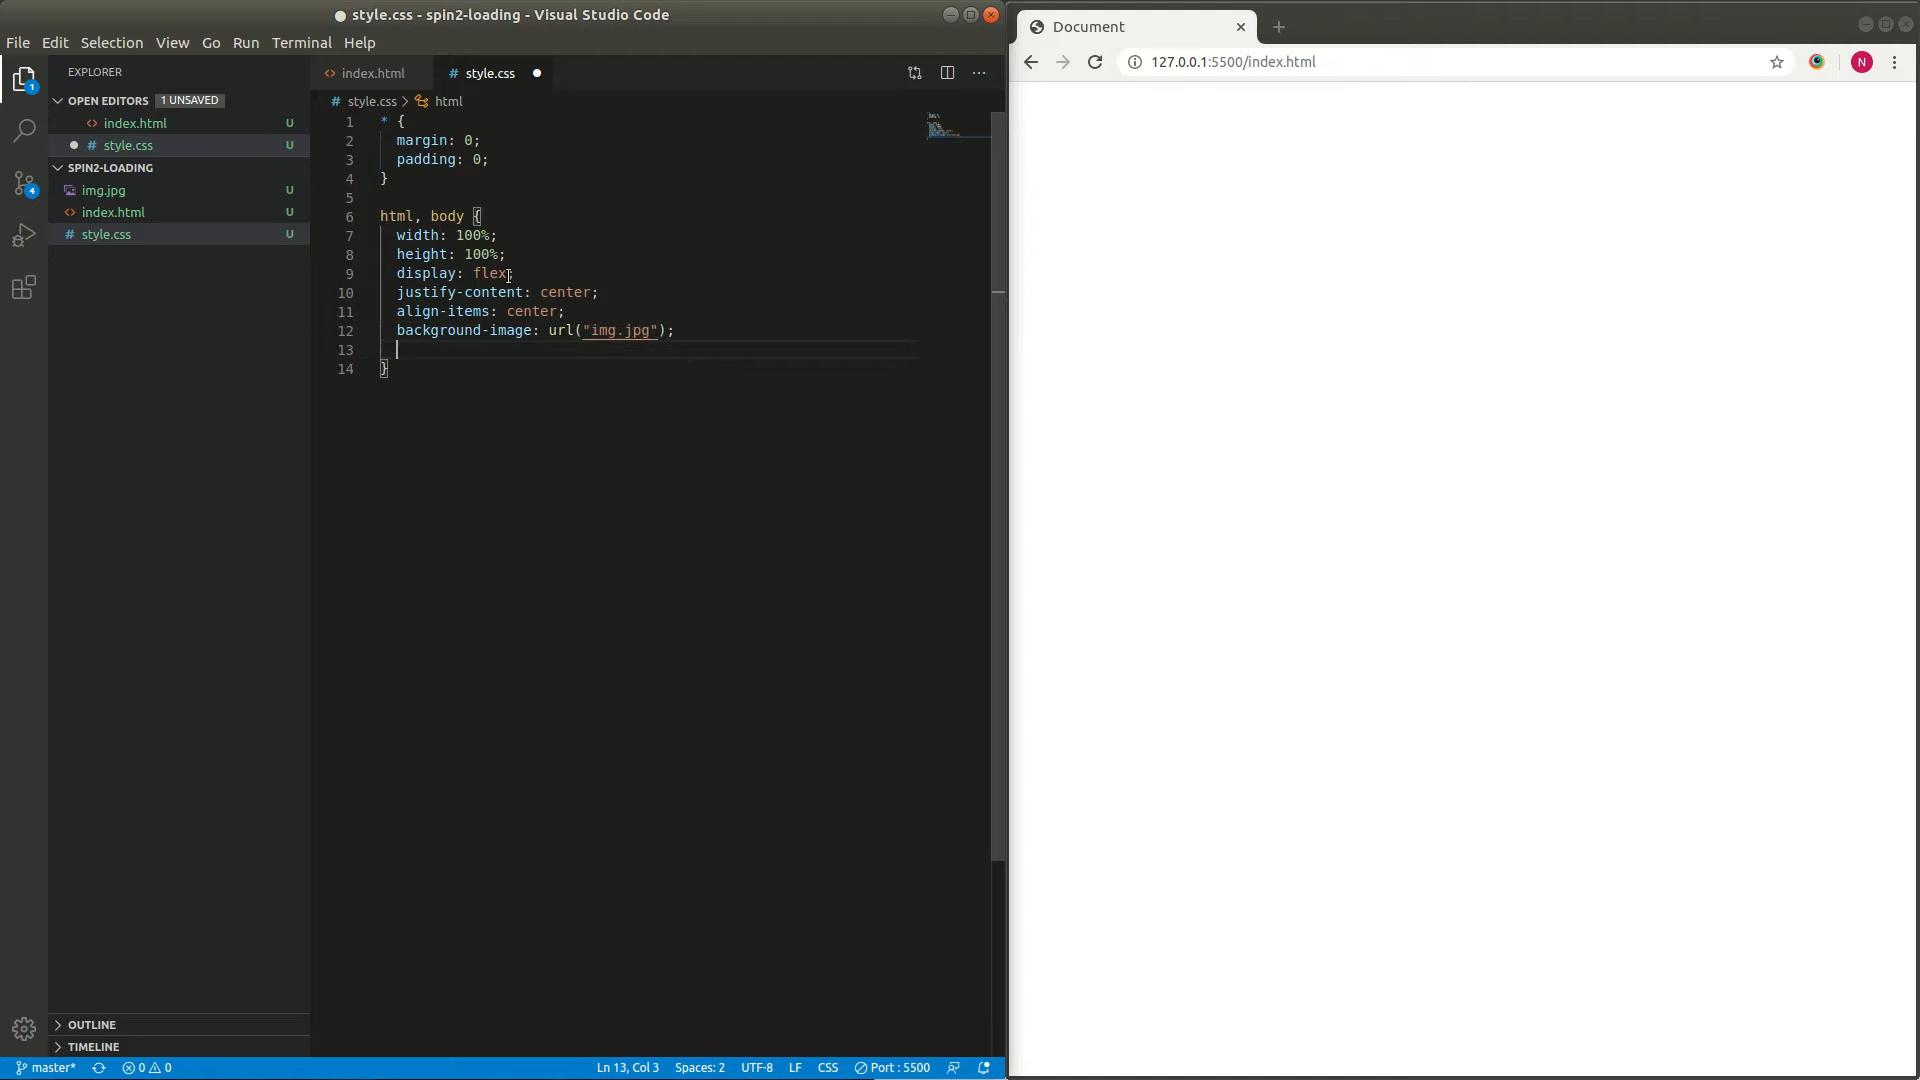 style.css - spin2-loading - Visual Studio Code
File Edit Selection View Go Run Terminal Help
EXPLORER
OPEN EDITORS 1 UNSAVED
index.html U
# style.css U
SPIN2-LOADING
img.jpg U
index.html U
# style.css U
OUTLINE
TIMELINE
index.html
# style.css
# style.css > html
1 * {
2 margin: 0;
3 padding: 0;
4 }
5
6 html, body {
7 width: 100%;
8 height: 100%;
9 display: flex;
10 justify-content: center;
11 align-items: center;
12 background-image: url("img.jpg");
13
14 }
1
4
master* 0 0 Ln 13, Col 3 Spaces: 2 UTF-8 LF CSS Port : 5500
Document
127.0.0.1:5500/index.html
N